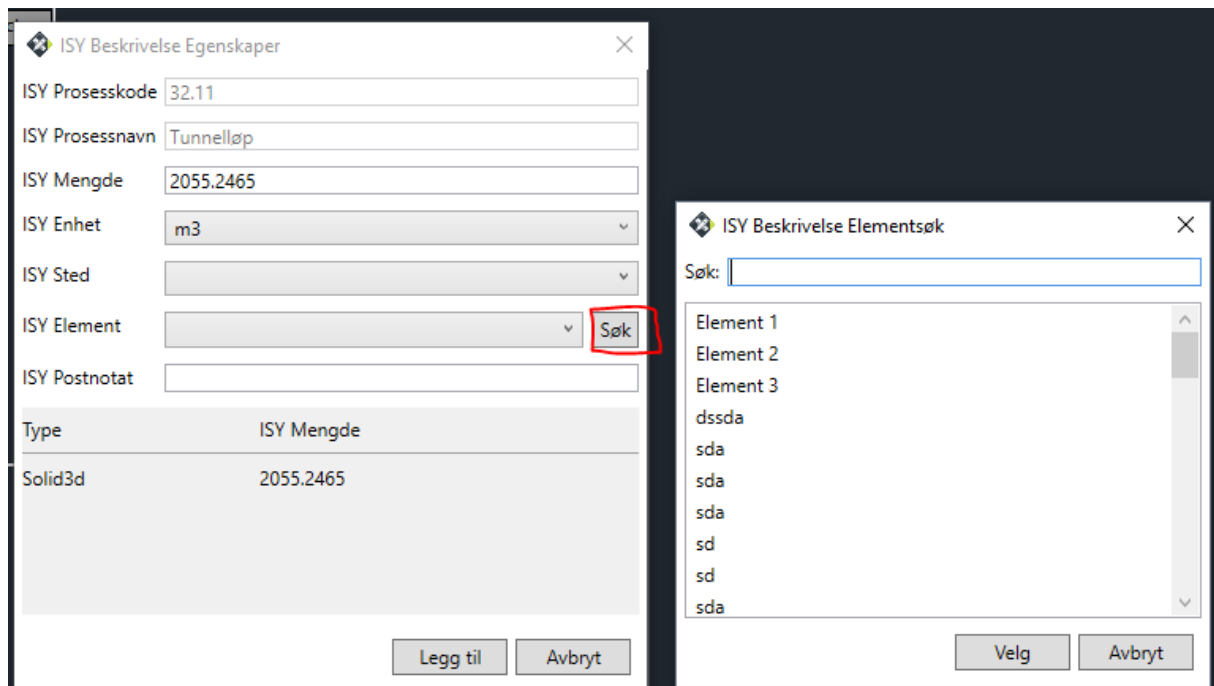 ISY Beskrivelse Egenskaper
ISY Prosesskode 32.11
ISY Prosessnavn Tunnelløp
ISY Mengde 2055.2465
ISY Enhet m3
ISY Sted
ISY Element Søk
ISY Postnotat
Type ISY Mengde
Solid3d 2055.2465
Legg til Avbryt
ISY Beskrivelse Elementsøk
Søk:
Element 1
Element 2
Element 3
dssda
sda
sda
sda
sd
sd
sda
Velg Avbryt